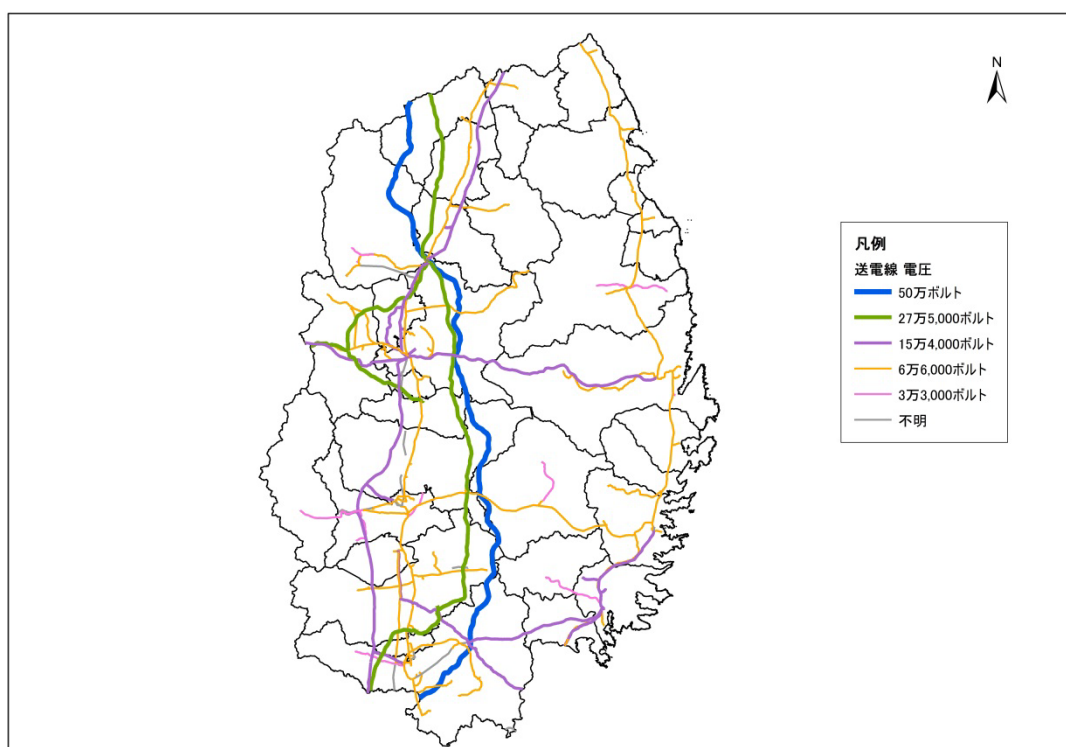 N
凡例
送電線 電圧
50万ボルト
27万5,000ボルト
15万4,000ボルト
6万6,000ボルト
3万3,000ボルト
不明